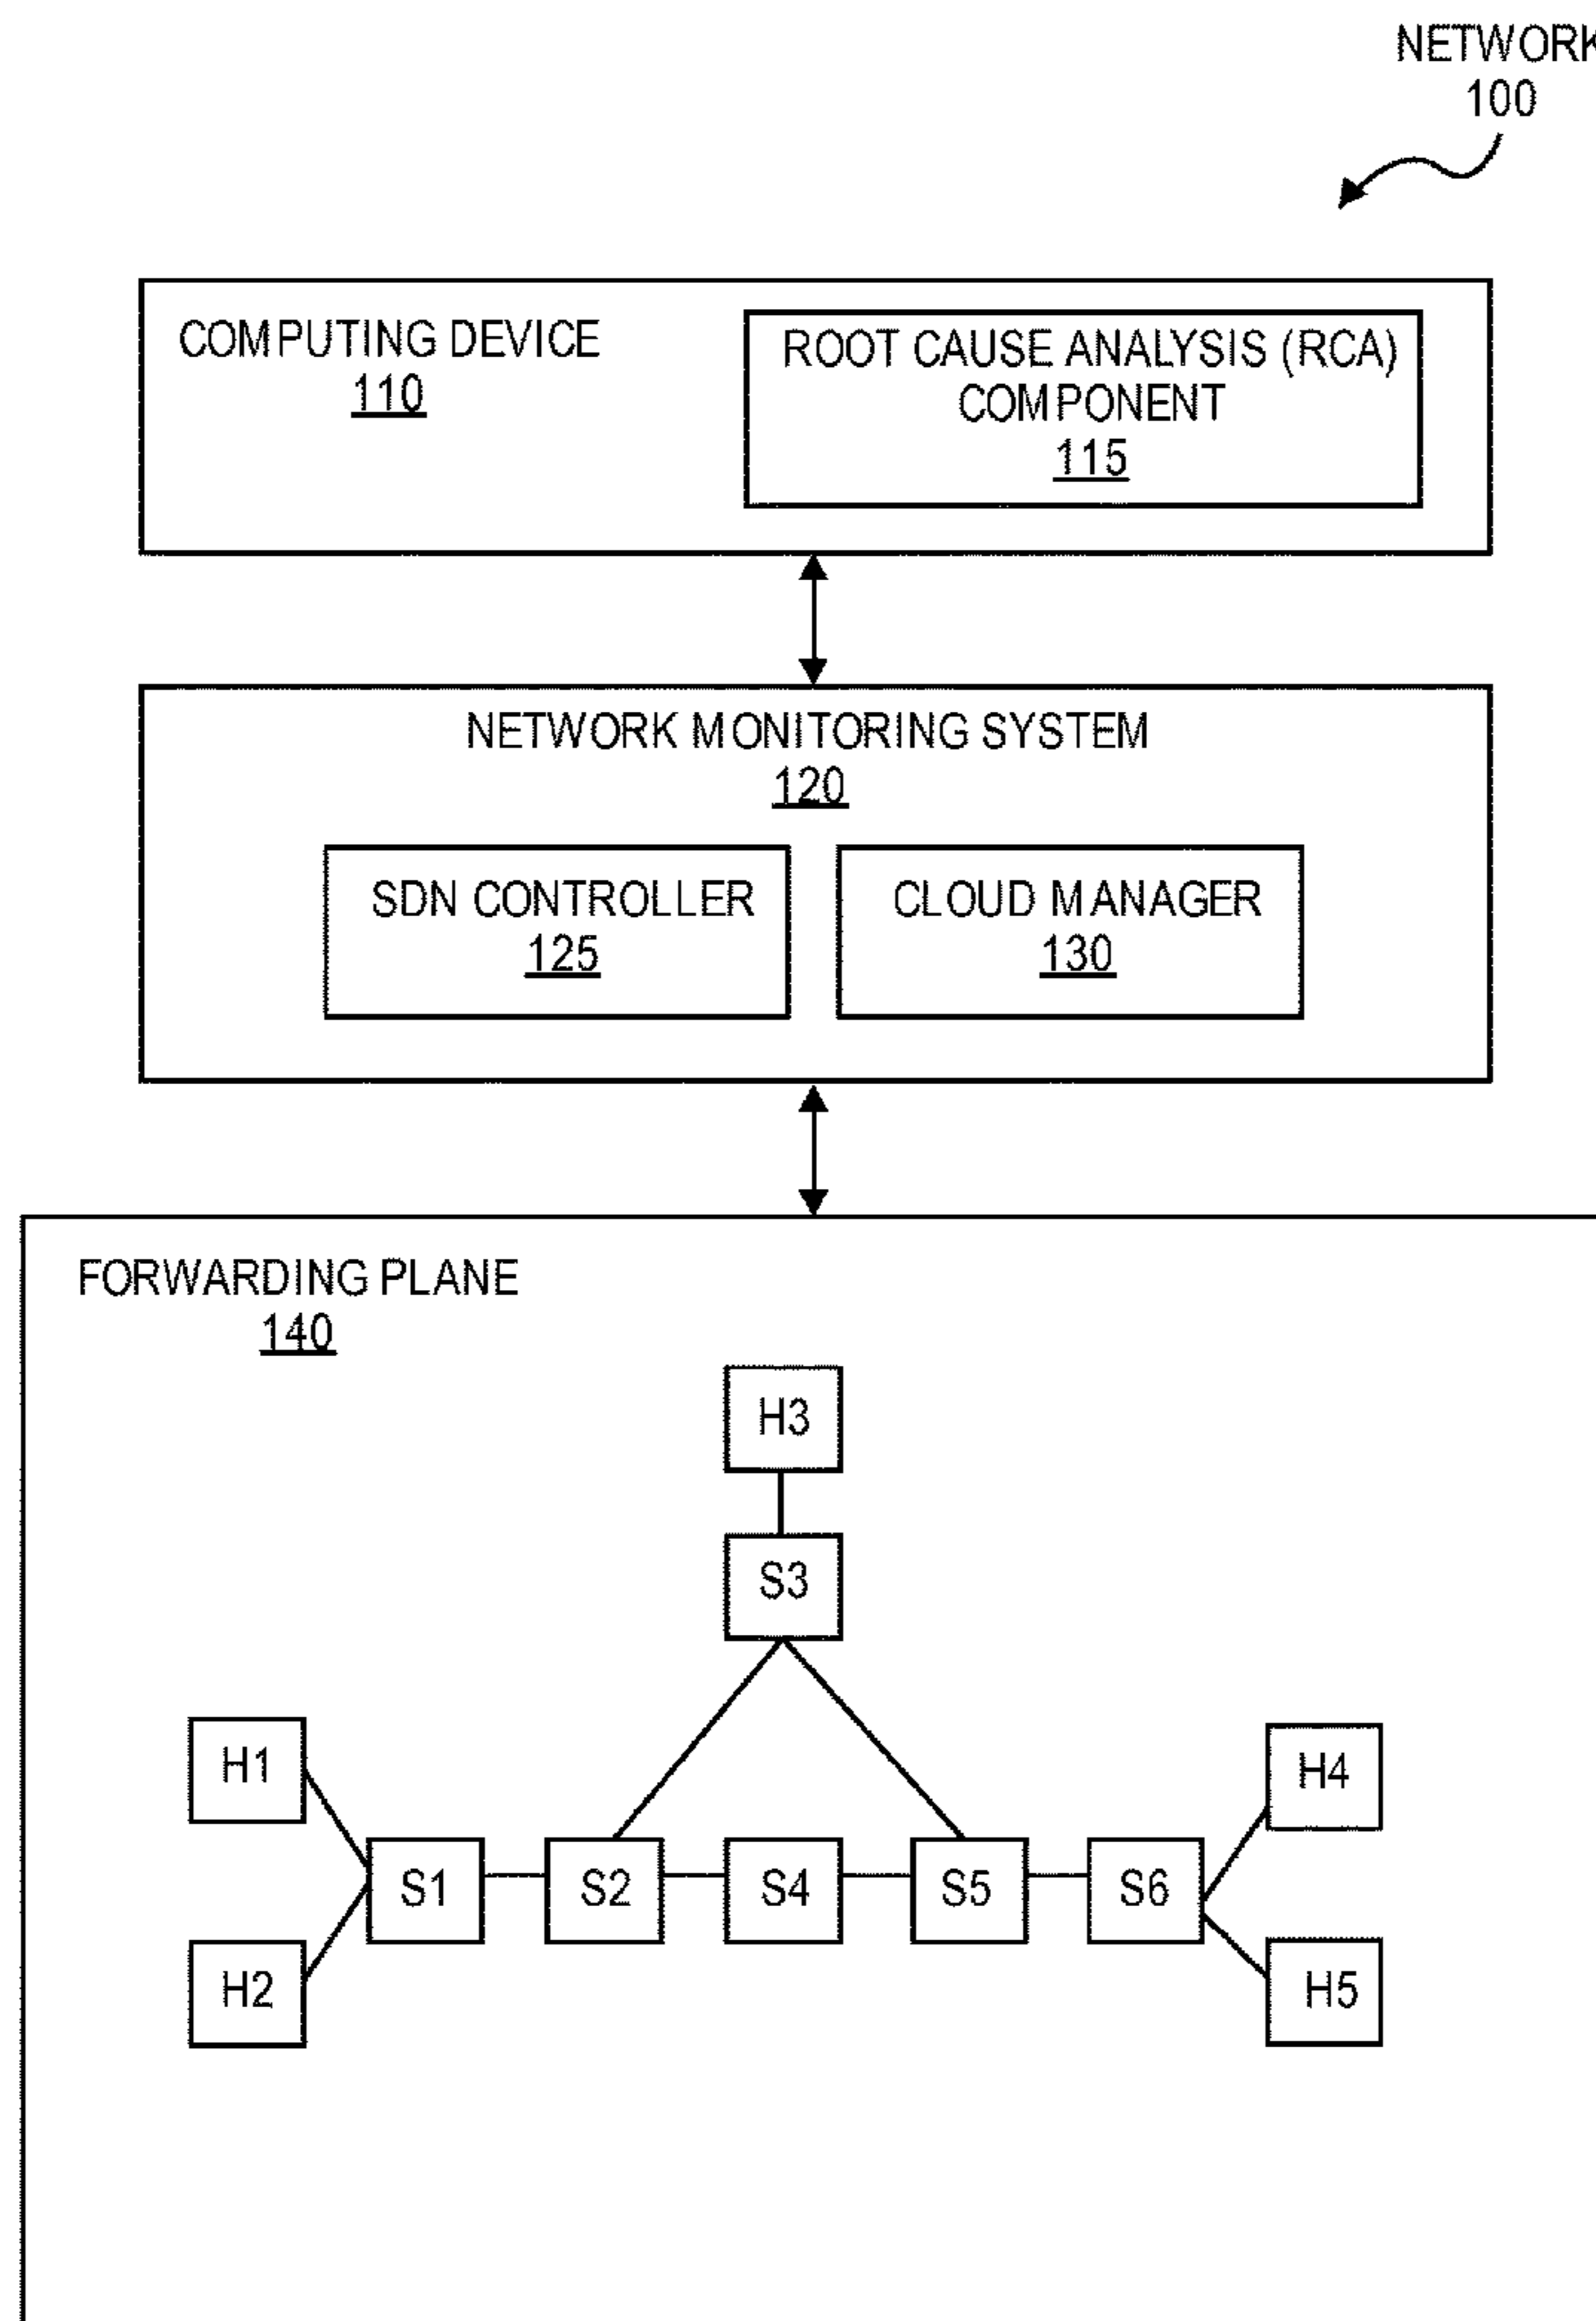 NETWORK
100
COMPUTING DEVICE
110
ROOT CAUSE ANALYSIS (RCA)
COMPONENT
115
NETWORK MONITORING SYSTEM
120
SDN CONTROLLER
125
CLOUD MANAGER
130
FORWARDING PLANE
140
H3
S3
H1
H4
S1
S2
S4
S5
S6
H2
H5